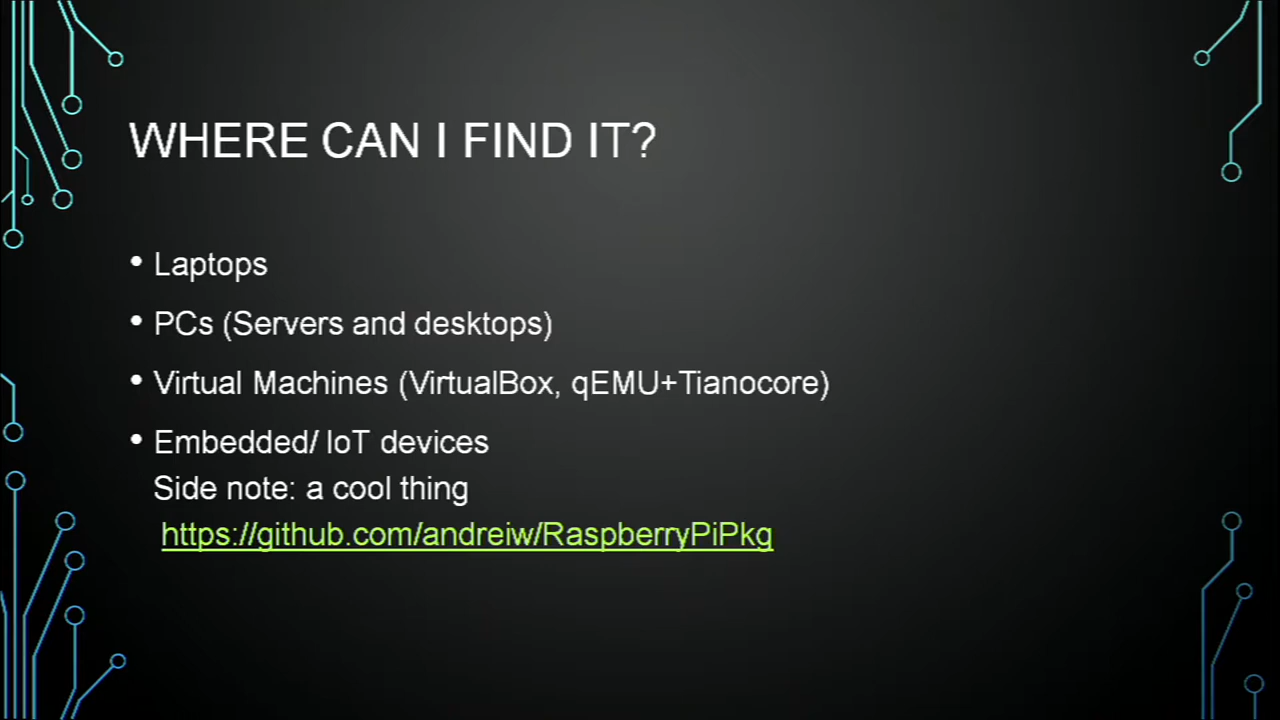 WHERE CAN I FIND IT?
• Laptops
• PCs (Servers and desktops)
• Virtual Machines (VirtualBox, qEMU+Tianocore)
• Embedded/ IoT devices
Side note: a cool thing
https://github.com/andreiw/RaspberryPiPkg